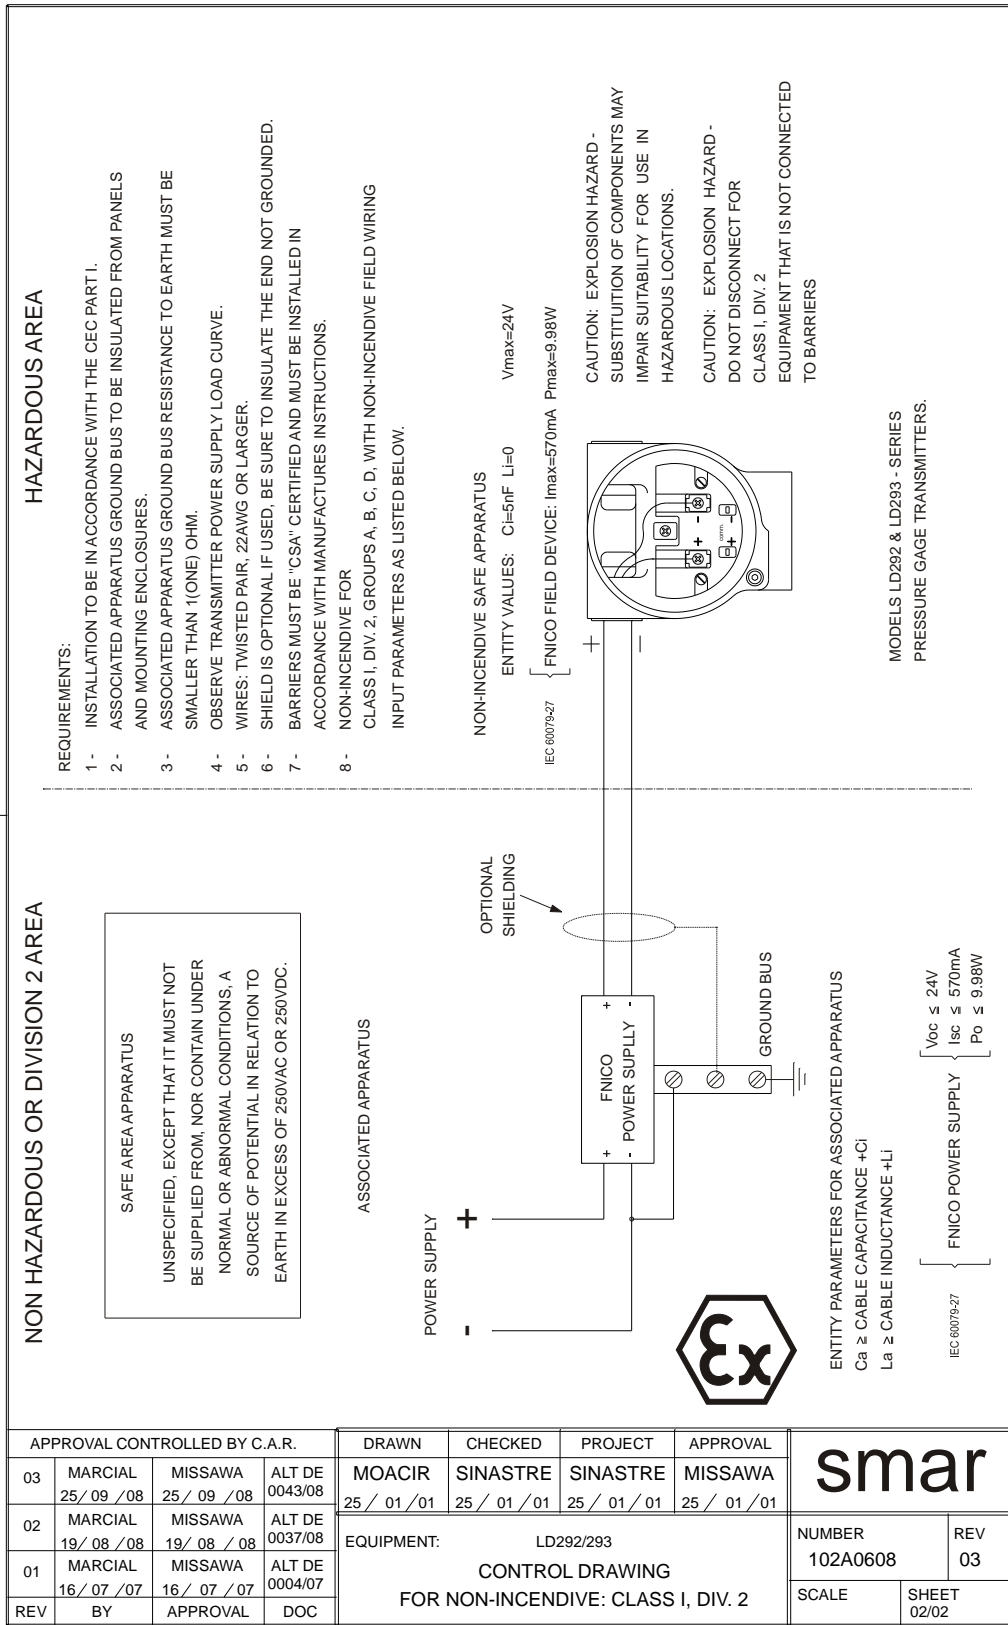 NON HAZARDOUS OR DIVISION 2 AREA
HAZARDOUS AREA
SAFE AREA APPARATUS
UNSPECIFIED, EXCEPT THAT IT MUST NOT
BE SUPPLIED FROM, NOR CONTAIN UNDER
NORMAL OR ABNORMAL CONDITIONS, A
SOURCE OF POTENTIAL IN RELATION TO
EARTH IN EXCESS OF 250VAC OR 250VDC.
REQUIREMENTS:
1 - INSTALLATION TO BE IN ACCORDANCE WITH THE CEC PART I.
2 - ASSOCIATED APPARATUS GROUND BUS TO BE INSULATED FROM PANELS
AND MOUNTING ENCLOSURES.
3 - ASSOCIATED APPARATUS GROUND BUS RESISTANCE TO EARTH MUST BE
SMALLER THAN 1(ONE) OHM.
4 - OBSERVE TRANSMITTER POWER SUPPLY LOAD CURVE.
5 - WIRES: TWISTED PAIR, 22AWG OR LARGER.
6 - SHIELD IS OPTIONAL IF USED, BE SURE TO INSULATE THE END NOT GROUNDED.
7 - BARRIERS MUST BE "CSA" CERTIFIED AND MUST BE INSTALLED IN
ACCORDANCE WITH MANUFACTURES INSTRUCTIONS.
8 - NON-INCENDIVE FOR
CLASS I, DIV. 2, GROUPS A, B, C, D, WITH NON-INCENDIVE FIELD WIRING
INPUT PARAMETERS AS LISTED BELOW.
ASSOCIATED APPARATUS
POWER SUPPLY
- +
+ -
FNICO
POWER SUPLLY
+ -
OPTIONAL
SHIELDING
GROUND BUS
NON-INCENDIVE SAFE APPARATUS
ENTITY VALUES: Ci=5nF Li=0 Vmax=24V
IEC 60079-27 FNICO FIELD DEVICE: Imax=570mA Pmax=9.98W
+ -
+ -
comm.
+ -
CAUTION: EXPLOSION HAZARD -
SUBSTITUITION OF COMPONENTS MAY
IMPAIR SUITABILITY FOR USE IN
HAZARDOUS LOCATIONS.
CAUTION: EXPLOSION HAZARD -
DO NOT DISCONNECT FOR
CLASS I, DIV. 2
EQUIPAMENT THAT IS NOT CONNECTED
TO BARRIERS
MODELS LD292 & LD293 - SERIES
PRESSURE GAGE TRANSMITTERS.
Ex
ENTITY PARAMETERS FOR ASSOCIATED APPARATUS
Ca ≥ CABLE CAPACITANCE +Ci
La ≥ CABLE INDUCTANCE +Li
IEC 60079-27 FNICO POWER SUPPLY
Voc ≤ 24V
Isc ≤ 570mA
Po ≤ 9.98W
APPROVAL CONTROLLED BY C.A.R.
03 MARCIAL MISSAWA ALT DE
25/ 09 /08 25/ 09 /08 0043/08
02 MARCIAL MISSAWA ALT DE
19/ 08 /08 19/ 08 /08 0037/08
01 MARCIAL MISSAWA ALT DE
16/ 07 /07 16/ 07 /07 0004/07
REV BY APPROVAL DOC
DRAWN CHECKED PROJECT APPROVAL
MOACIR SINASTRE SINASTRE MISSAWA
25 / 01 /01 25 / 01 /01 25 / 01 /01 25 / 01 /01
EQUIPMENT: LD292/293
CONTROL DRAWING
FOR NON-INCENDIVE: CLASS I, DIV. 2
smar
NUMBER REV
102A0608 03
SCALE SHEET
02/02